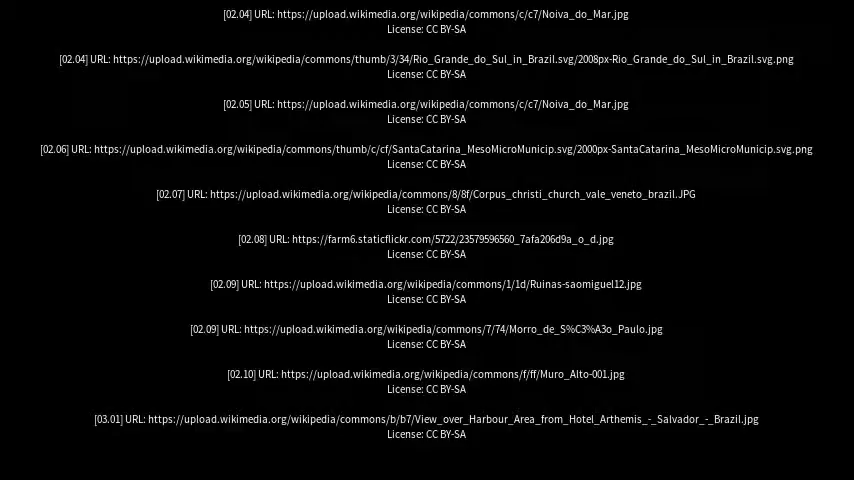 [02.04] URL: https://upload.wikimedia.org/wikipedia/commons/c/c7/Noiva_do_Mar.jpg
License: CC BY-SA
[02.04] URL: https://upload.wikimedia.org/wikipedia/commons/thumb/3/34/Rio_Grande_do_Sul_in_Brazil.svg/2008px-Rio_Grande_do_Sul_in_Brazil.svg.png
License: CC BY-SA
[02.05] URL: https://upload.wikimedia.org/wikipedia/commons/c/c7/Noiva_do_Mar.jpg
License: CC BY-SA
[02.06] URL: https://upload.wikimedia.org/wikipedia/commons/thumb/c/cf/SantaCatarina_MesoMicroMunicip.svg/2000px-SantaCatarina_MesoMicroMunicip.svg.png
License: CC BY-SA
[02.07] URL: https://upload.wikimedia.org/wikipedia/commons/8/8f/Corpus_christi_church_vale_veneto_brazil.JPG
License: CC BY-SA
[02.08] URL: https://farm6.staticflickr.com/5722/23579596560_7afa206d9a_o_d.jpg
License: CC BY-SA
[02.09] URL: https://upload.wikimedia.org/wikipedia/commons/1/1d/Ruinas-saomiguel12.jpg
License: CC BY-SA
[02.09] URL: https://upload.wikimedia.org/wikipedia/commons/7/74/Morro_de_S%C3%A3o_Paulo.jpg
License: CC BY-SA
[02.10] URL: https://upload.wikimedia.org/wikipedia/commons/f/ff/Muro_Alto-001.jpg
License: CC BY-SA
[03.01] URL: https://upload.wikimedia.org/wikipedia/commons/b/b7/View_over_Harbour_Area_from_Hotel_Arthemis_-_Salvador_-_Brazil.jpg
License: CC BY-SA